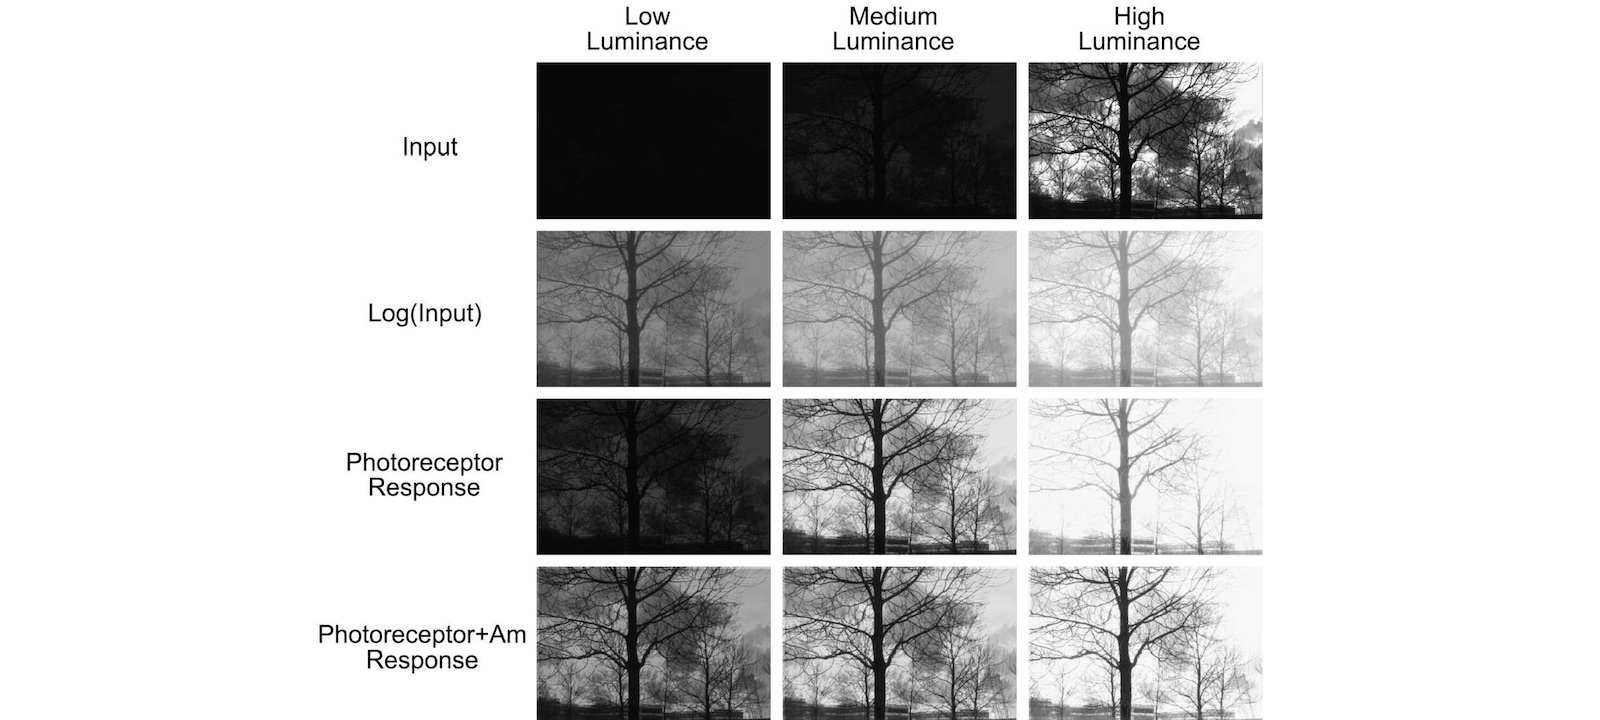 Low
Luminance
Medium
Luminance
High
Luminance
Input
Log(Input)
Photoreceptor
Response
Photoreceptor+Am
Response